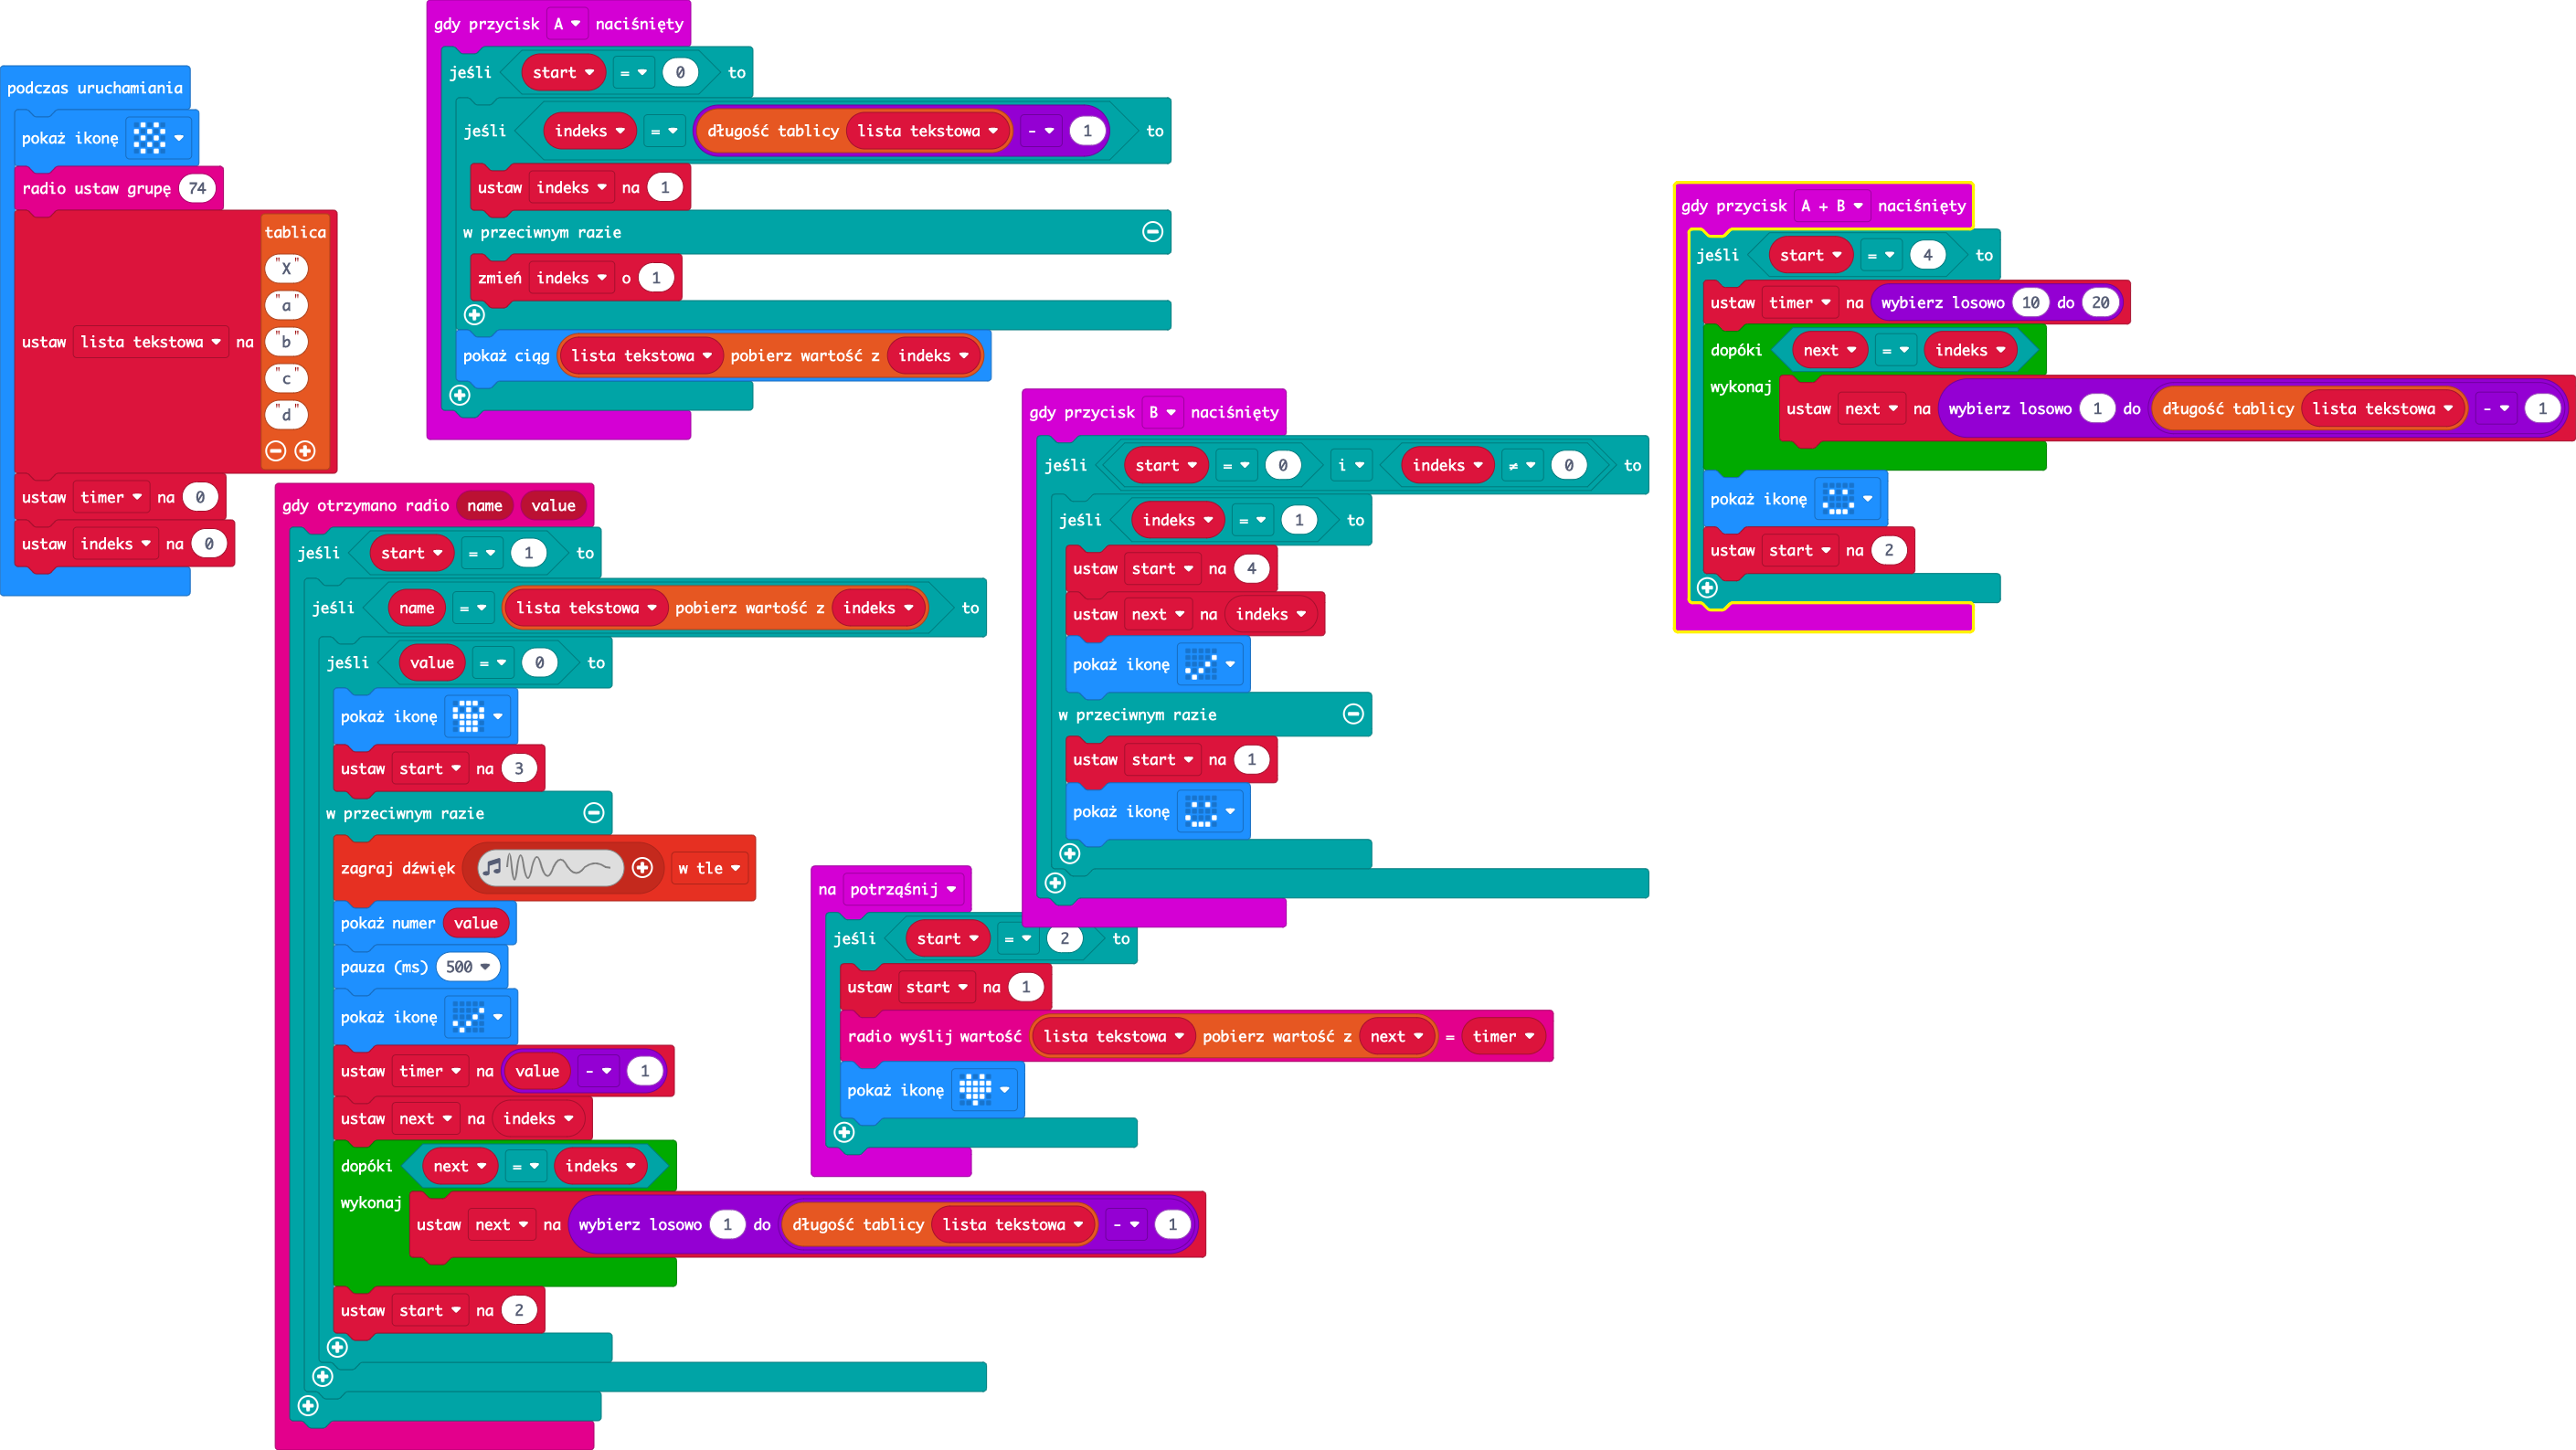 podczas uruchamiania
pokaż ikonę
radio ustaw grupę 74
ustaw lista tekstowa na tablica
"X"
"a"
"b"
"c"
"d"
ustaw timer na 0
ustaw indeks na 0
gdy przycisk A naciśnięty
jeśli start = 0 to
jeśli indeks = długość tablicy lista tekstowa - 1 to
ustaw indeks na 1
w przeciwnym razie
zmień indeks o 1
pokaż ciąg lista tekstowa pobierz wartość z indeks
gdy otrzymano radio name value
jeśli start = 1 to
jeśli name = lista tekstowa pobierz wartość z indeks to
jeśli value = 0 to
pokaż ikonę
ustaw start na 3
w przeciwnym razie
zagraj dźwięk w tle
pokaż numer value
pauza (ms) 500
pokaż ikonę
ustaw timer na value - 1
ustaw next na indeks
dopóki next = indeks
wykonaj
ustaw next na wybierz losowo 1 do długość tablicy lista tekstowa - 1
ustaw start na 2
na potrząśnij
jeśli start = 2 to
ustaw start na 1
radio wyślij wartość lista tekstowa pobierz wartość z next = timer
pokaż ikonę
gdy przycisk B naciśnięty
jeśli start = 0 i indeks ≠ 0 to
jeśli indeks = 1 to
ustaw start na 4
ustaw next na indeks
pokaż ikonę
w przeciwnym razie
ustaw start na 1
pokaż ikonę
gdy przycisk A + B naciśnięty
jeśli start = 4 to
ustaw timer na wybierz losowo 10 do 20
dopóki next = indeks
wykonaj
ustaw next na wybierz losowo 1 do długość tablicy lista tekstowa - 1
pokaż ikonę
ustaw start na 2